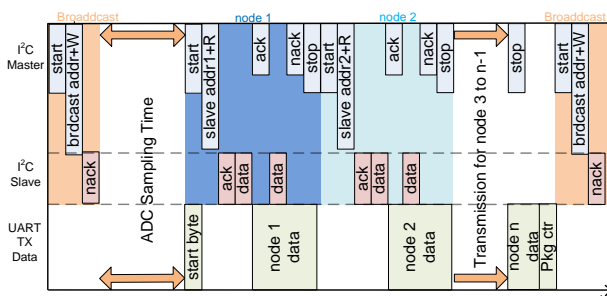 Broaddcast
node 1
node 2
Broadcast
I²C
Master
start
brdcast addr+W
start
slave addr1+R
ack
nack
stop
start
slave addr2+R
ack
nack
stop
stop
start
brdcast addr+W
ADC Sampling Time
Transmission for node 3 to n-1
I²C
Slave
nack
ack
data
data
ack
data
data
nack
UART
TX
Data
start byte
node 1
data
node 2
data
node n
data
Pkg ctr